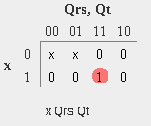 Qrs, Qt
00 01 11 10
x
0 x x 0 0
1 0 0 1 0
x Qrs Qt